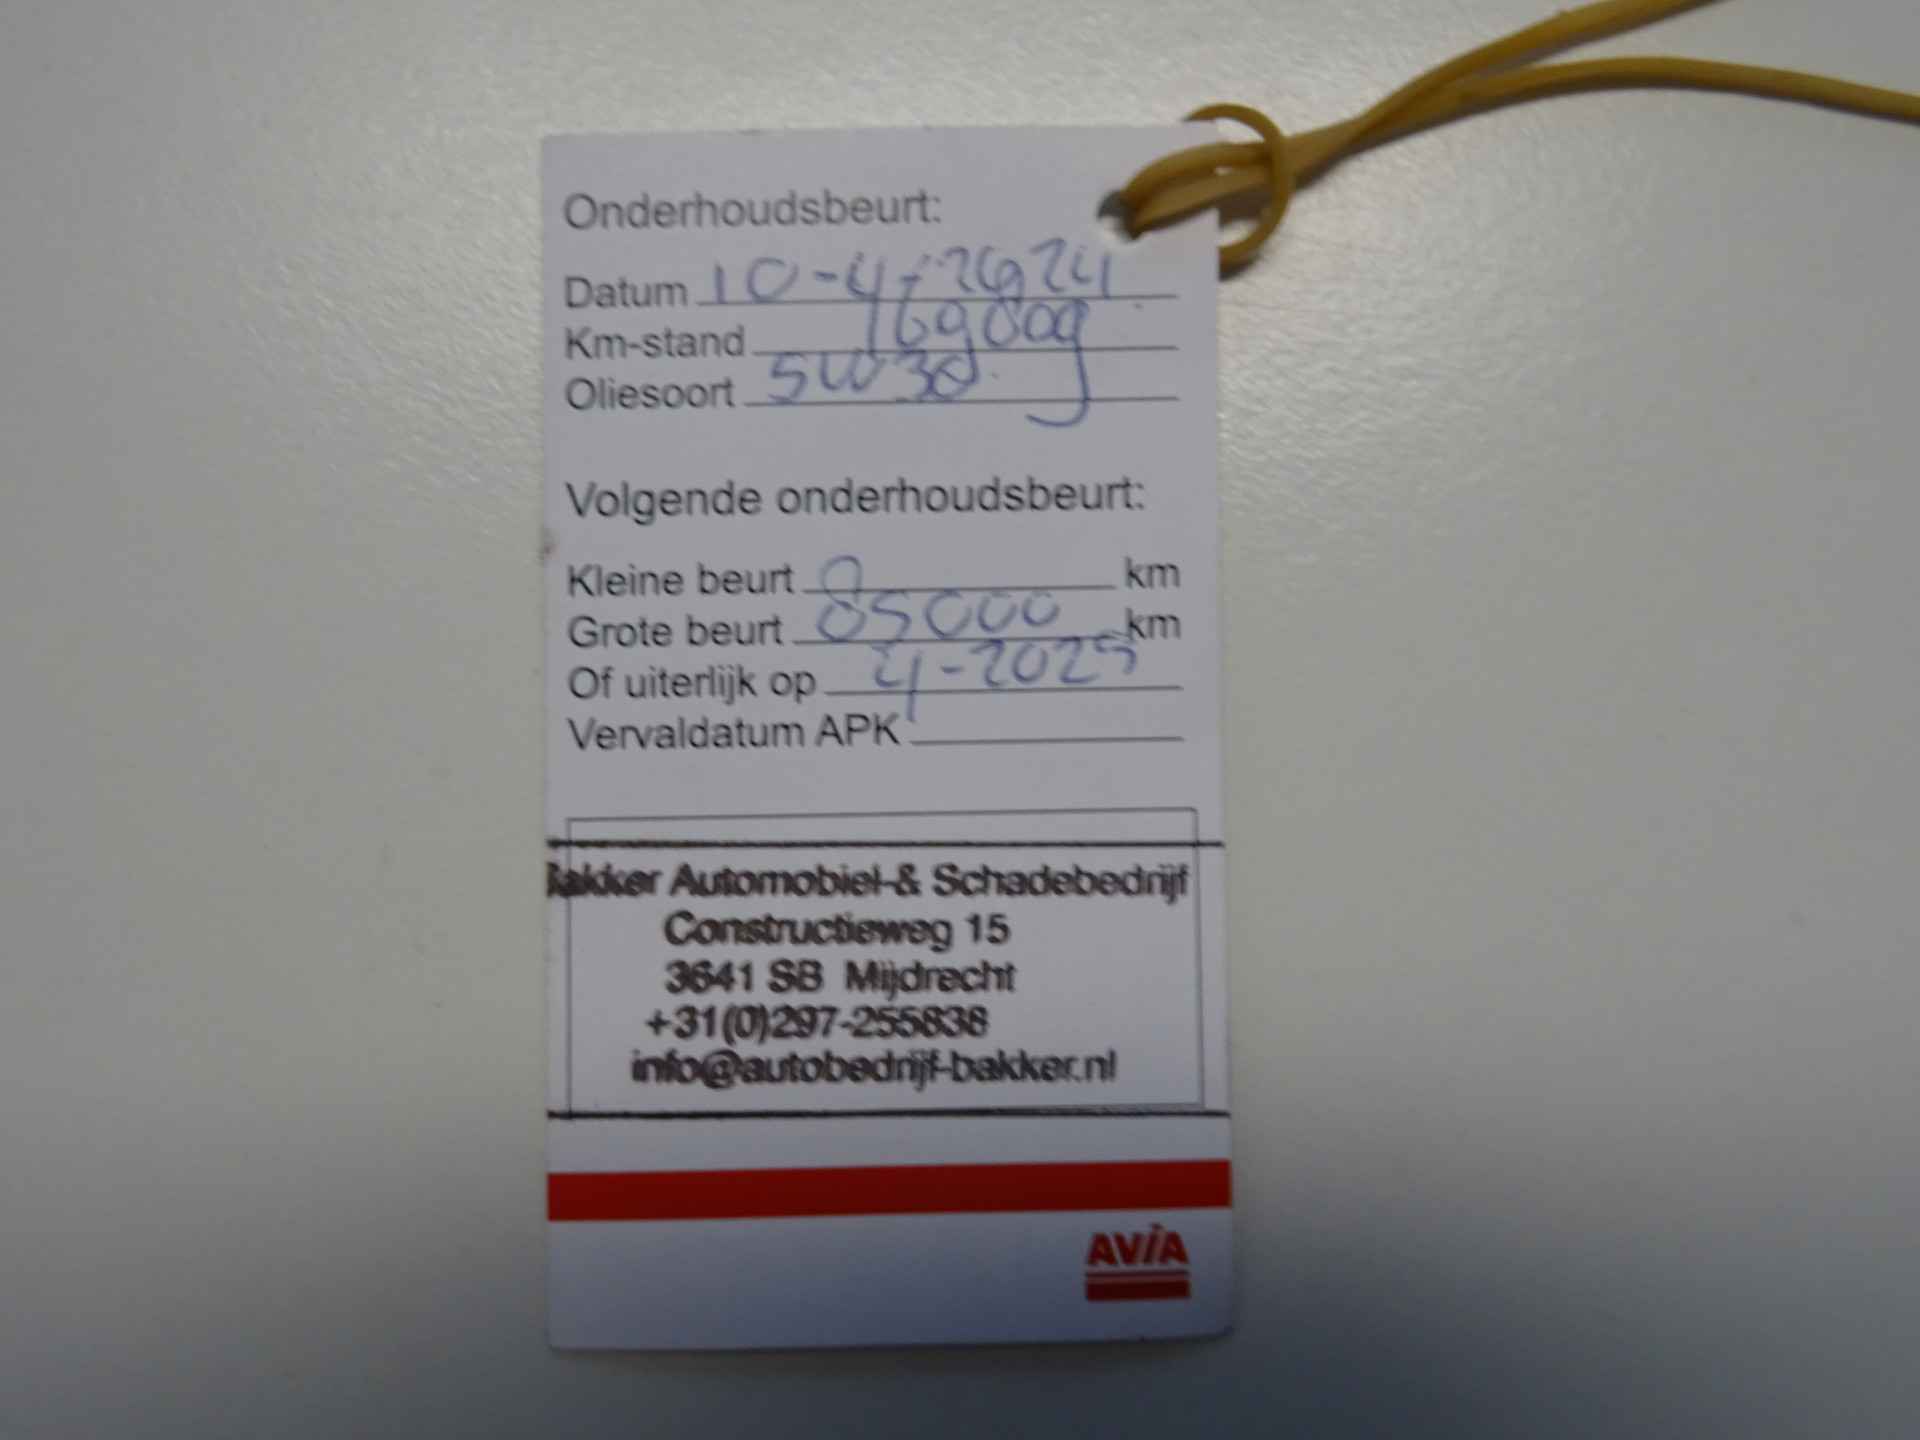 Onderhoudsbeurt:
Datum 10-4-2024
Km-stand
Oliesoort 5W30
Volgende onderhoudsbeurt:
Kleine beurt km
Grote beurt 85000 km
Of uiterlijk op 4-2025
Vervaldatum APK
Bakker Automobiel-& Schadebedrijf
Constructieweg 15
3641 SB Mijdrecht
+31(0)297-255838
info@autobedrijf-bakker.nl
AVIA